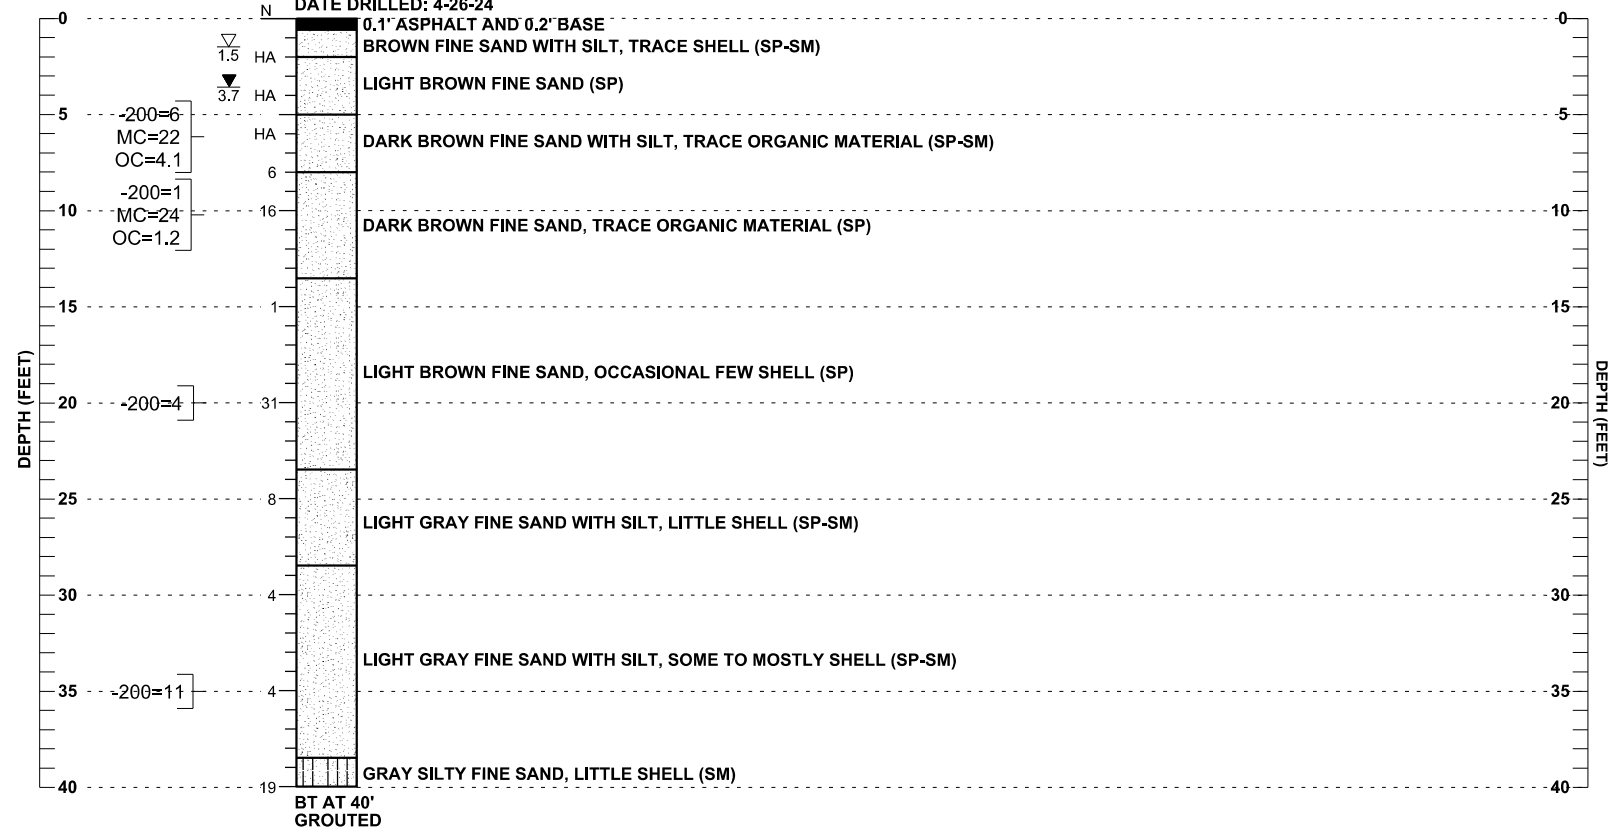 DATE DRILLED: 4-26-24
N
0 0
0.1' ASPHALT AND 0.2' BASE
BROWN FINE SAND WITH SILT, TRACE SHELL (SP-SM)
1.5 HA
LIGHT BROWN FINE SAND (SP)
3.7 HA
5 -200=6 5
MC=22 HA
DARK BROWN FINE SAND WITH SILT, TRACE ORGANIC MATERIAL (SP-SM)
OC=4.1
6
-200=1
10 MC=24 16 10
DARK BROWN FINE SAND, TRACE ORGANIC MATERIAL (SP)
OC=1.2
15 1 15
LIGHT BROWN FINE SAND, OCCASIONAL FEW SHELL (SP)
DEPTH (FEET)
DEPTH (FEET)
20 -200=4 31 20
25 8 25
LIGHT GRAY FINE SAND WITH SILT, LITTLE SHELL (SP-SM)
30 4 30
LIGHT GRAY FINE SAND WITH SILT, SOME TO MOSTLY SHELL (SP-SM)
35 -200=11 4 35
GRAY SILTY FINE SAND, LITTLE SHELL (SM)
40 19 40
BT AT 40'
GROUTED